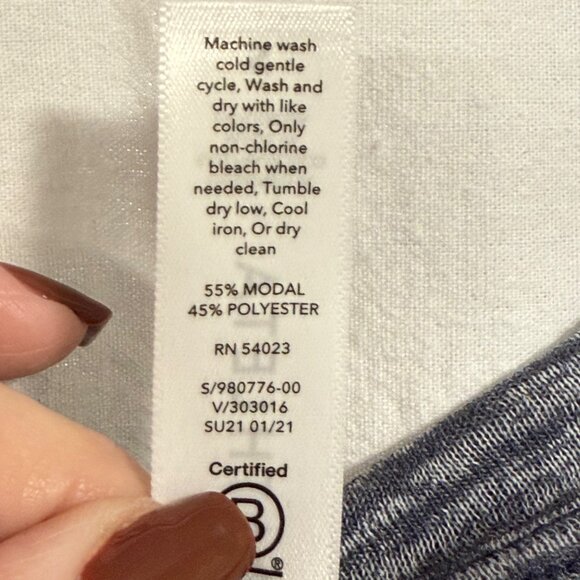 Machine wash
cold gentle
cycle, Wash and
dry with like
colors, Only
non-chlorine
bleach when
needed, Tumble
dry low, Cool
iron, Or dry
clean
55% MODAL
45% POLYESTER
RN 54023
S/980776-00
V/303016
SU21 01/21
Certified
B
®